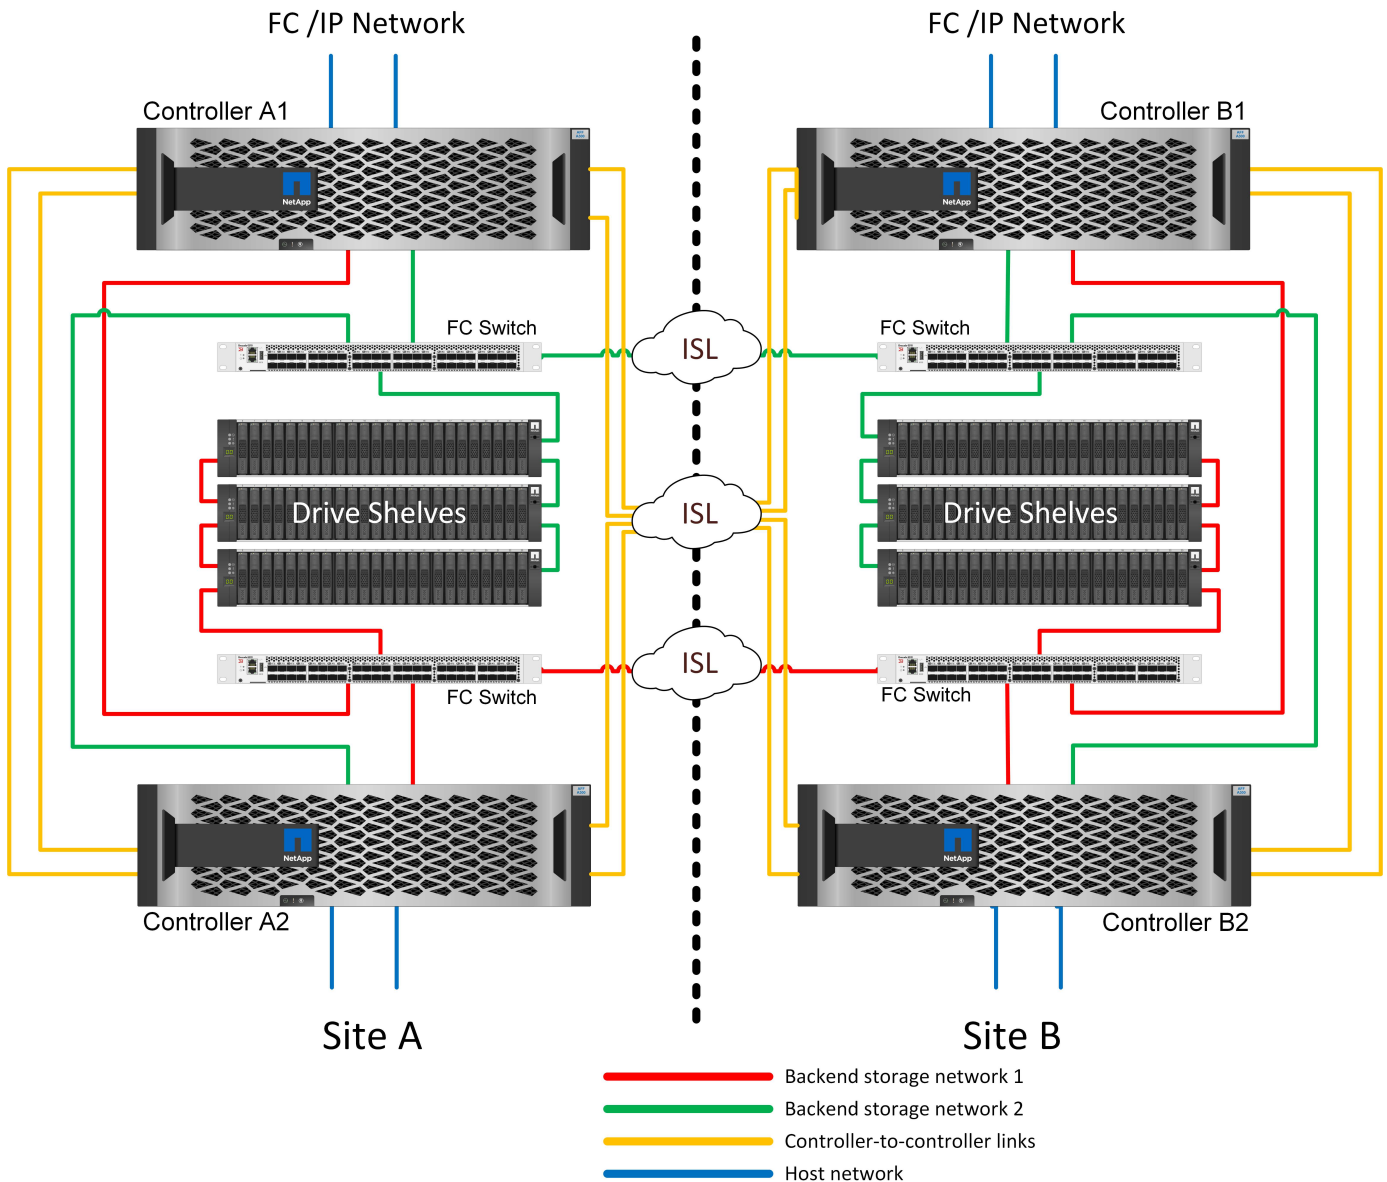 FC /IP Network
FC /IP Network
Controller A1
Controller B1
NetApp
NetApp
FC Switch
ISL
FC Switch
Drive Shelves
ISL
Drive Shelves
ISL
FC Switch
FC Switch
NetApp
NetApp
Controller A2
Controller B2
Site A
Site B
Backend storage network 1
Backend storage network 2
Controller-to-controller links
Host network